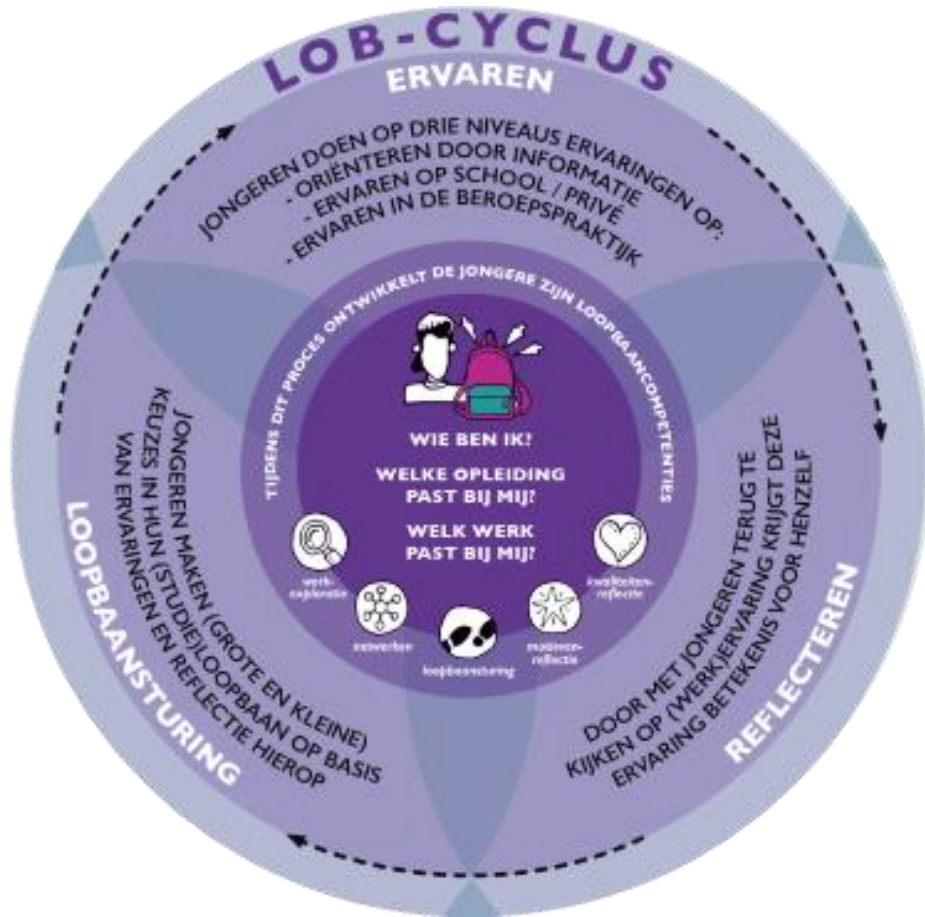 LOB-CYCLUS
ERVAREN
JONGEREN DOEN OP DRIE NIVEAUS ERVARINGEN OP:
- ORIËNTEREN DOOR INFORMATIE
- ERVAREN OP SCHOOL / PRIVÉ
- ERVAREN IN DE BEROEPSPRAKTIJK
TIJDENS DIT PROCES ONTWIKKELT DE JONGERE ZIJN LOOPBAANCOMPETENTIES
WIE BEN IK?
WELKE OPLEIDING
PAST BIJ MIJ?
WELK WERK
PAST BIJ MIJ?
werk-
exploratie
netwerken
loopbaansturing
motieven-
reflectie
kwaliteiten-
reflectie
DOOR MET JONGEREN TERUG TE
KIJKEN OP (WERK)ERVARING KRIJGT DEZE
ERVARING BETEKENIS VOOR HENZELF
REFLECTEREN
JONGEREN MAKEN (GROTE EN KLEINE)
KEUZES IN HUN (STUDIE)LOOPBAAN OP BASIS
VAN ERVARINGEN EN REFLECTIE HIEROP
LOOPBAANSTURING